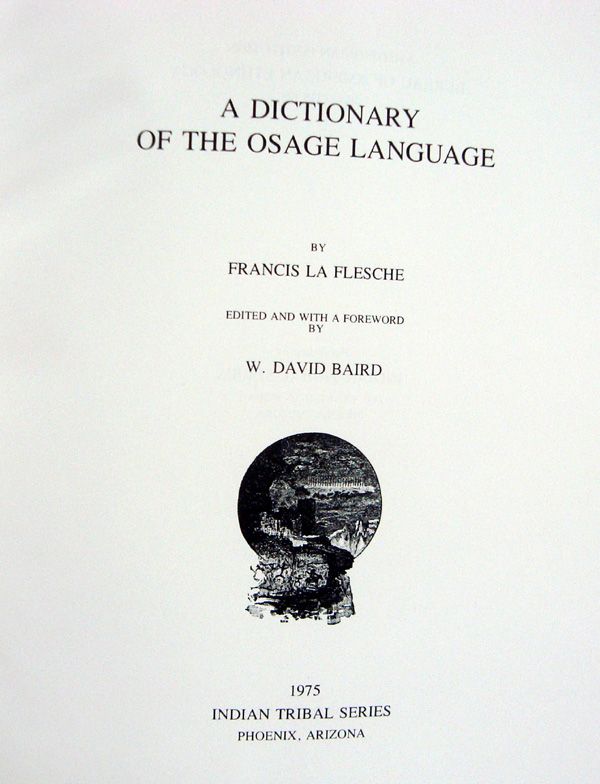 A DICTIONARY
OF THE OSAGE LANGUAGE
BY
FRANCIS LA FLESCHE
EDITED AND WITH A FOREWORD
BY
W. DAVID BAIRD
1975
INDIAN TRIBAL SERIES
PHOENIX, ARIZONA